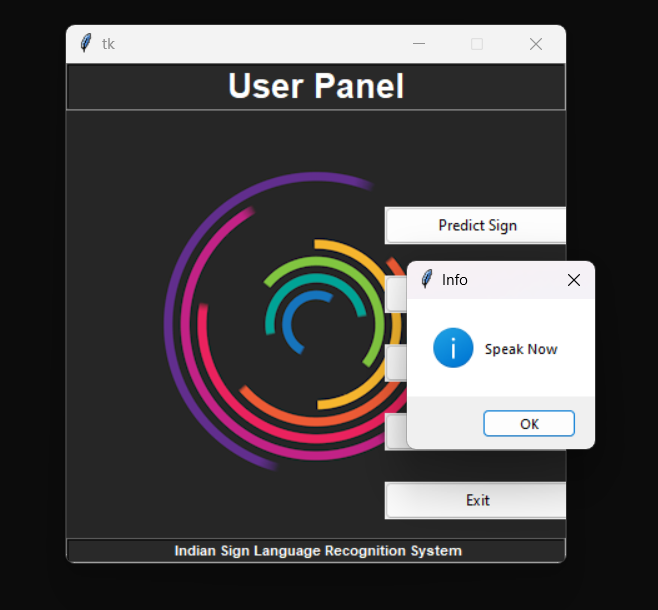 tk
User Panel
Predict Sign
Info
Speak Now
OK
Exit
Indian Sign Language Recognition System